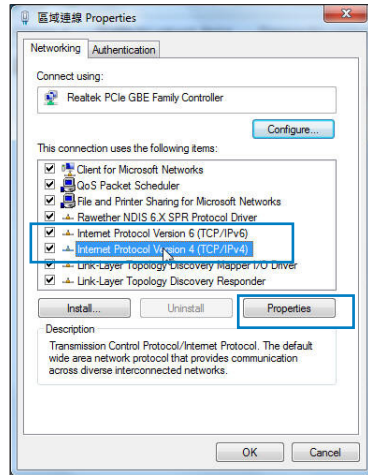 區域連線 Properties
Networking
Authentication
Connect using:
Realtek PCIe GBE Family Controller
Configure...
This connection uses the following items:
Client for Microsoft Networks
QoS Packet Scheduler
File and Printer Sharing for Microsoft Networks
Rawether NDIS 6.X SPR Protocol Driver
Internet Protocol Version 6 (TCP/IPv6)
Internet Protocol Version 4 (TCP/IPv4)
Link-Layer Topology Discovery Mapper I/O Driver
Link-Layer Topology Discovery Responder
Install...
Uninstall
Properties
Description
Transmission Control Protocol/Internet Protocol. The default
wide area network protocol that provides communication
across diverse interconnected networks.
OK
Cancel